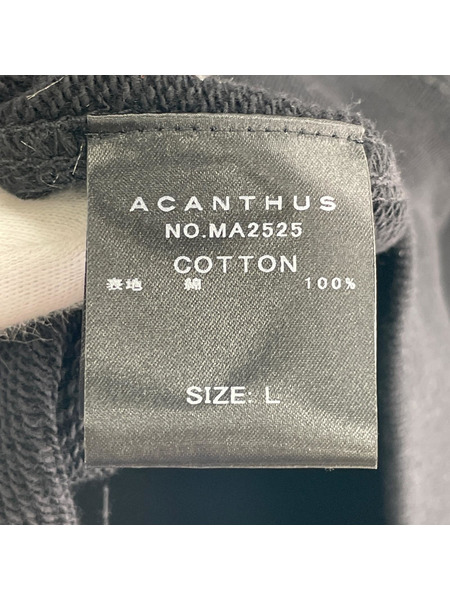 ACANTHUS
NO.MA2525
COTTON
表地 綿 100%
SIZE: L